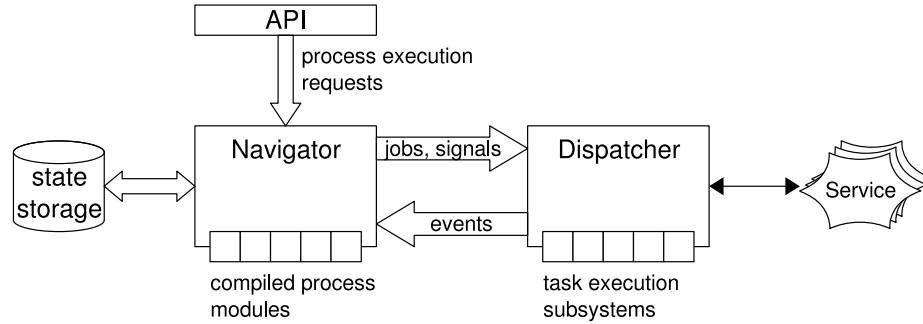 API
process execution
requests
Navigator
jobs, signals
Dispatcher
state
storage
Service
events
compiled process
modules
task execution
subsystems